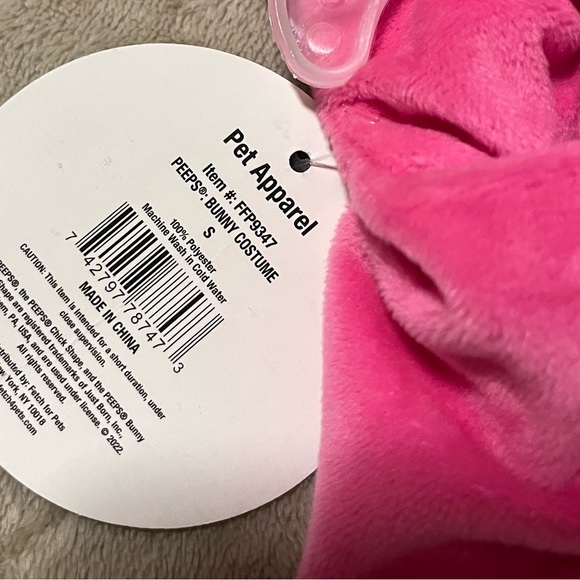 Pet Apparel
Item #: FFP9347
PEEPS®: BUNNY COSTUME
S
100% Polyester
Machine Wash in Cold Water
7 42797 78747 3
MADE IN CHINA
CAUTION: This item is intended for a short duration, under
close supervision.
PEEPS®, the PEEPS® Chick Shape, and the PEEPS® Bunny
Shape are registered trademarks of Just Born, Inc.,
PA, USA, and are used under license. © 2022.
All rights reserved.
Distributed by: Fetch for Pets
York, NY 10018